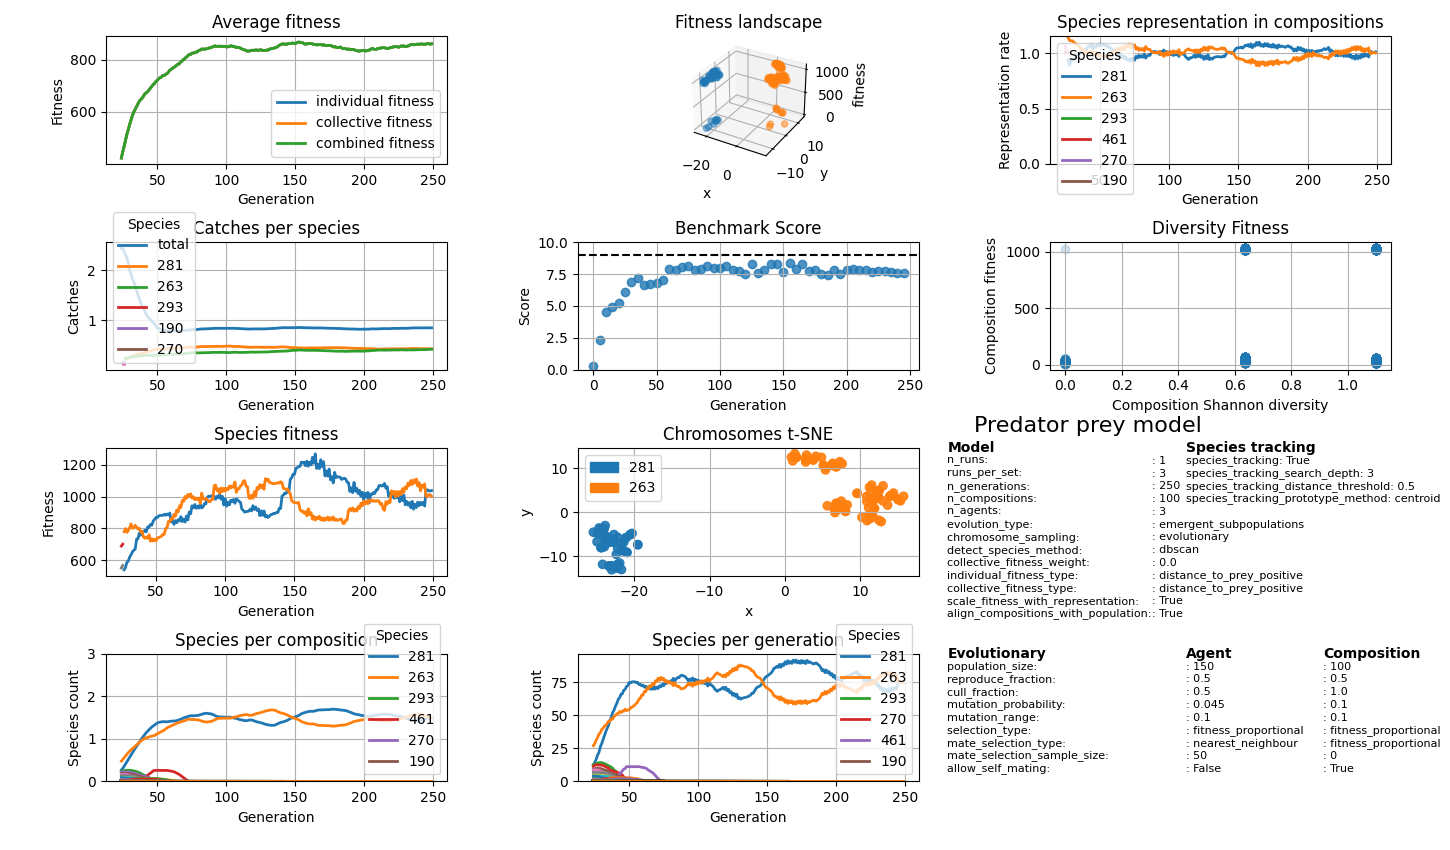 Average fitness
Fitness
800
600
individual fitness
collective fitness
combined fitness
50 100 150 200 250
Generation
Fitness landscape
1000
500
0
fitness
−20
0
x
10
0
−10
y
Species representation in compositions
Representation rate
1.0
0.5
0.0
Species
281
263
293
461
270
190
50 100 150 200 250
Generation
Catches per species
Catches
2
1
Species
total
281
263
293
190
270
50 100 150 200 250
Generation
Benchmark Score
Score
10.0
7.5
5.0
2.5
0.0
0 50 100 150 200 250
Generation
Diversity Fitness
Composition fitness
1000
500
0
0.0 0.2 0.4 0.6 0.8 1.0
Composition Shannon diversity
Species fitness
Fitness
1200
1000
800
600
50 100 150 200 250
Generation
Chromosomes t-SNE
y
10
0
−10
281
263
−20 −10 0 10
x
Predator prey model
Model
n_runs: : 1
runs_per_set: : 3
n_generations: : 250
n_compositions: : 100
n_agents: : 3
evolution_type: : emergent_subpopulations
chromosome_sampling: : evolutionary
detect_species_method: : dbscan
collective_fitness_weight: : 0.0
individual_fitness_type: : distance_to_prey_positive
collective_fitness_type: : distance_to_prey_positive
scale_fitness_with_representation: : True
align_compositions_with_population: : True
Species tracking
species_tracking: True
species_tracking_search_depth: 3
species_tracking_distance_threshold: 0.5
species_tracking_prototype_method: centroid
Species per composition
Species count
3
2
1
0
Species
281
263
293
461
270
190
50 100 150 200 250
Generation
Species per generation
Species count
75
50
25
0
Species
281
263
293
270
461
190
50 100 150 200 250
Generation
Evolutionary Agent Composition
population_size: : 150 : 100
reproduce_fraction: : 0.5 : 0.5
cull_fraction: : 0.5 : 1.0
mutation_probability: : 0.045 : 0.1
mutation_range: : 0.1 : 0.1
selection_type: : fitness_proportional : fitness_proportional
mate_selection_type: : nearest_neighbour : fitness_proportional
mate_selection_sample_size: : 50 : 0
allow_self_mating: : False : True